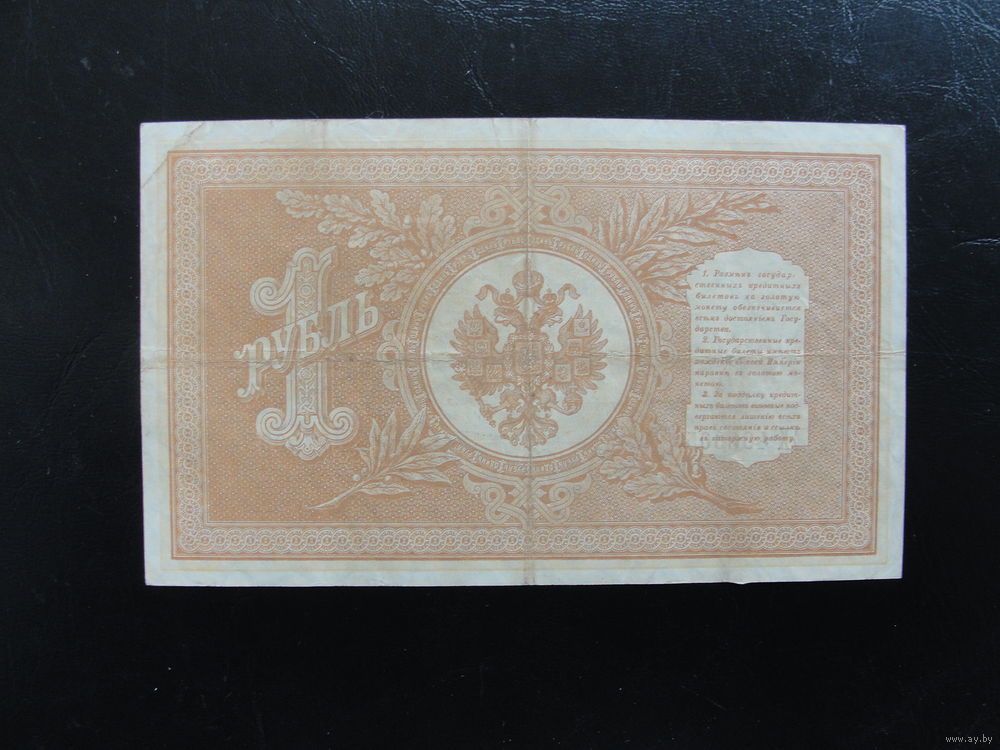 1
РУБЛЬ
1. Размѣнъ государ-
ственныхъ кредитныхъ
билетовъ на золотую
монету обезпечивается
всѣмъ достояніемъ Госу-
дарства.
2. Государственные кре-
дитные билеты имѣютъ
хожденіе во всей Имперіи
наравнѣ съ золотою мо-
нетою.
3. За поддѣлку кредит-
ныхъ билетовъ виновные под-
вергаются лишенію всѣхъ
правъ состоянія и ссылкѣ
въ каторжную работу.
www.ay.by